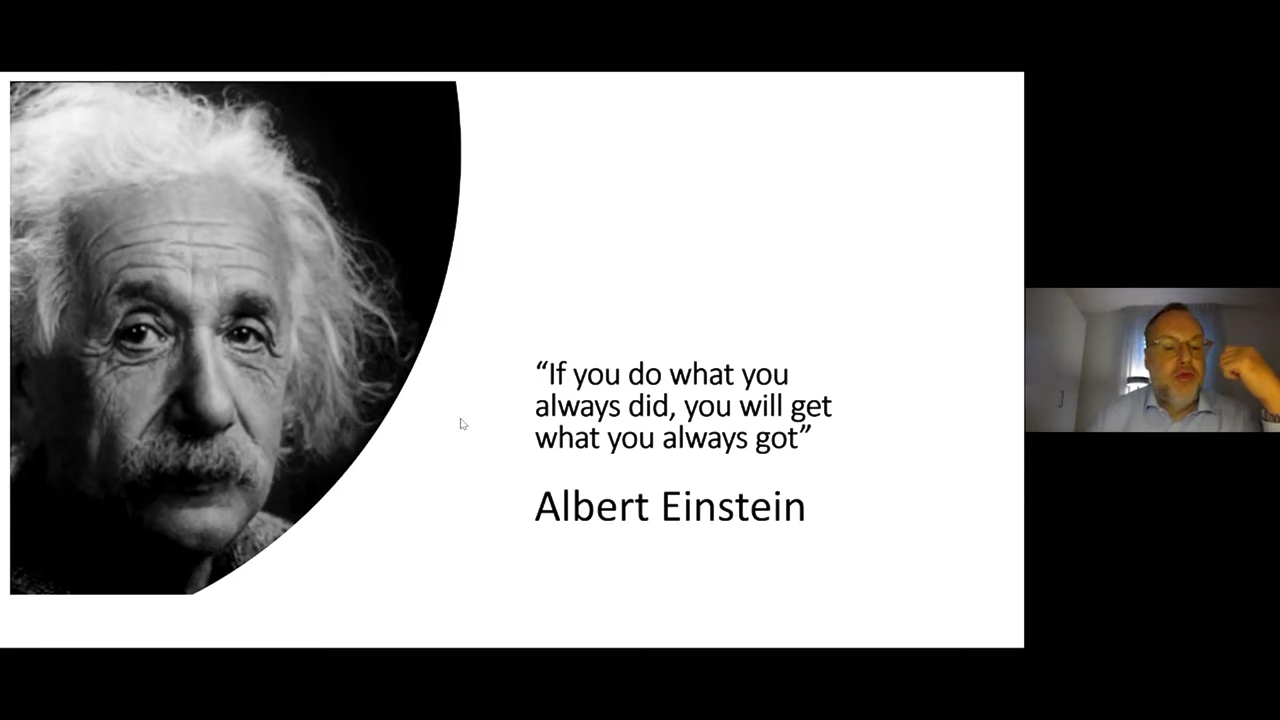 “If you do what you
always did, you will get
what you always got”
Albert Einstein